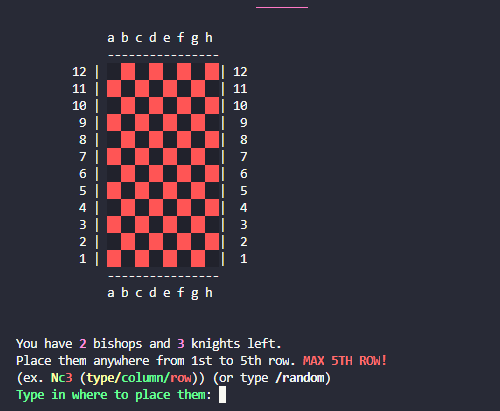 a b c d e f g h
----------------
12 | | 12
11 | | 11
10 | | 10
9 | | 9
8 | | 8
7 | | 7
6 | | 6
5 | | 5
4 | | 4
3 | | 3
2 | | 2
1 | | 1
----------------
a b c d e f g h
You have 2 bishops and 3 knights left.
Place them anywhere from 1st to 5th row. MAX 5TH ROW!
(ex. Nc3 (type/column/row)) (or type /random)
Type in where to place them: